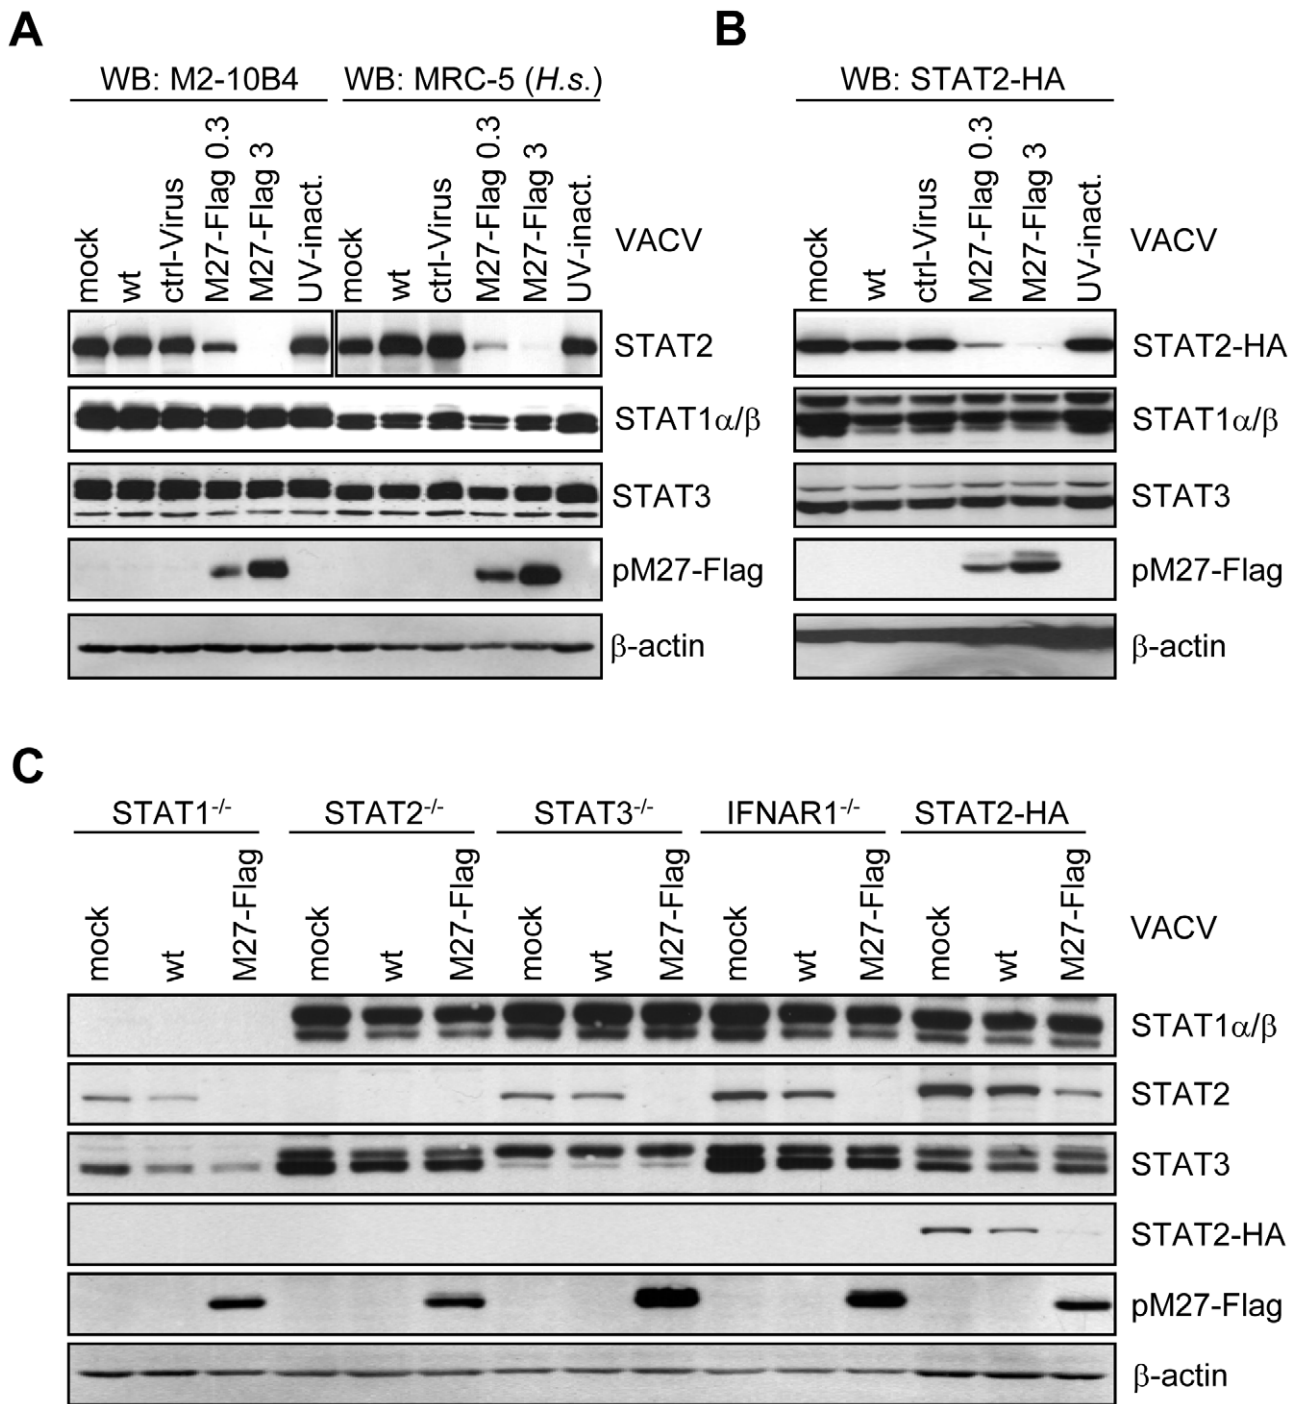 A
WB: M2-10B4 WB: MRC-5 (H.s.)
mock wt ctrl-Virus M27-Flag 0.3 M27-Flag 3 UV-inact. mock wt ctrl-Virus M27-Flag 0.3 M27-Flag 3 UV-inact. VACV
STAT2
STAT1α/β
STAT3
pM27-Flag
β-actin
B
WB: STAT2-HA
mock wt ctrl-Virus M27-Flag 0.3 M27-Flag 3 UV-inact. VACV
STAT2-HA
STAT1α/β
STAT3
pM27-Flag
β-actin
C
STAT1-/- STAT2-/- STAT3-/- IFNAR1-/- STAT2-HA
mock wt M27-Flag mock wt M27-Flag mock wt M27-Flag mock wt M27-Flag mock wt M27-Flag VACV
STAT1α/β
STAT2
STAT3
STAT2-HA
pM27-Flag
β-actin